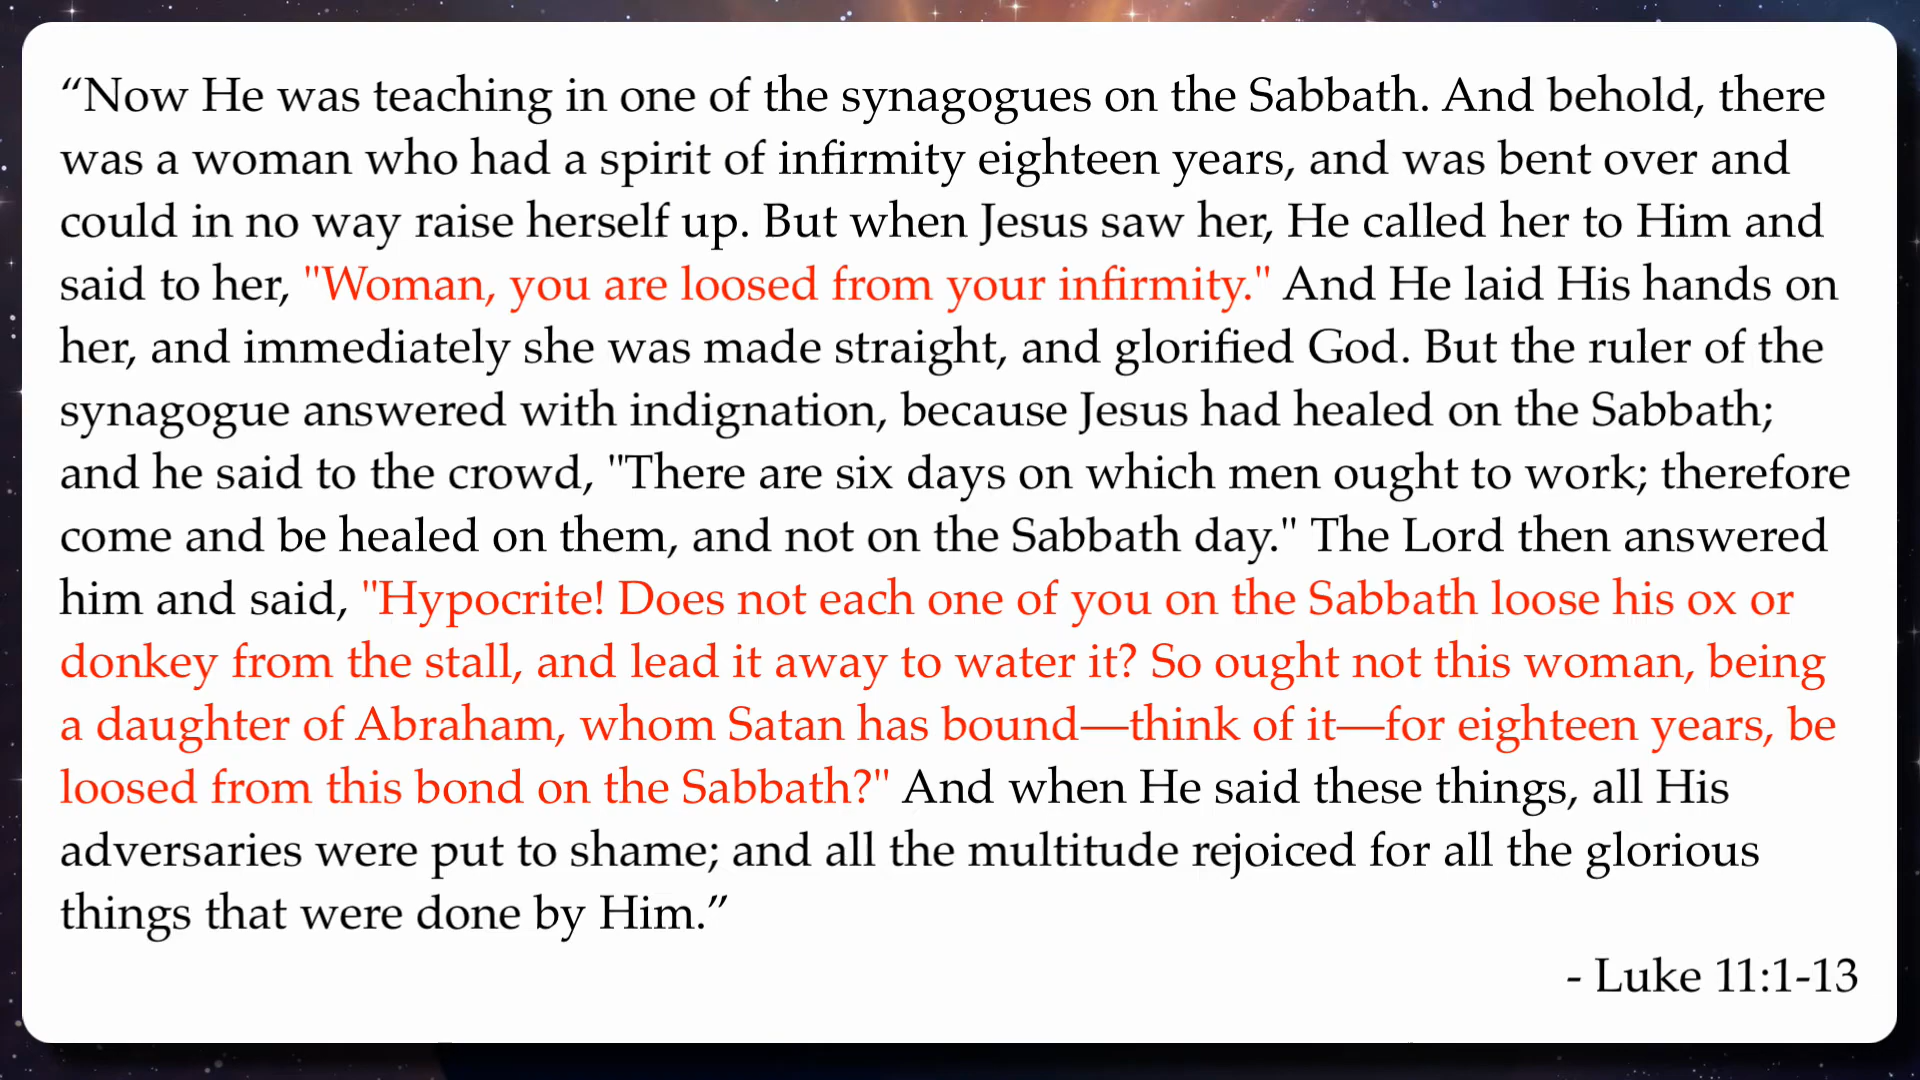 “Now He was teaching in one of the synagogues on the Sabbath. And behold, there
was a woman who had a spirit of infirmity eighteen years, and was bent over and
could in no way raise herself up. But when Jesus saw her, He called her to Him and
said to her, "Woman, you are loosed from your infirmity." And He laid His hands on
her, and immediately she was made straight, and glorified God. But the ruler of the
synagogue answered with indignation, because Jesus had healed on the Sabbath;
and he said to the crowd, "There are six days on which men ought to work; therefore
come and be healed on them, and not on the Sabbath day." The Lord then answered
him and said, "Hypocrite! Does not each one of you on the Sabbath loose his ox or
donkey from the stall, and lead it away to water it? So ought not this woman, being
a daughter of Abraham, whom Satan has bound—think of it—for eighteen years, be
loosed from this bond on the Sabbath?" And when He said these things, all His
adversaries were put to shame; and all the multitude rejoiced for all the glorious
things that were done by Him.”
- Luke 11:1-13